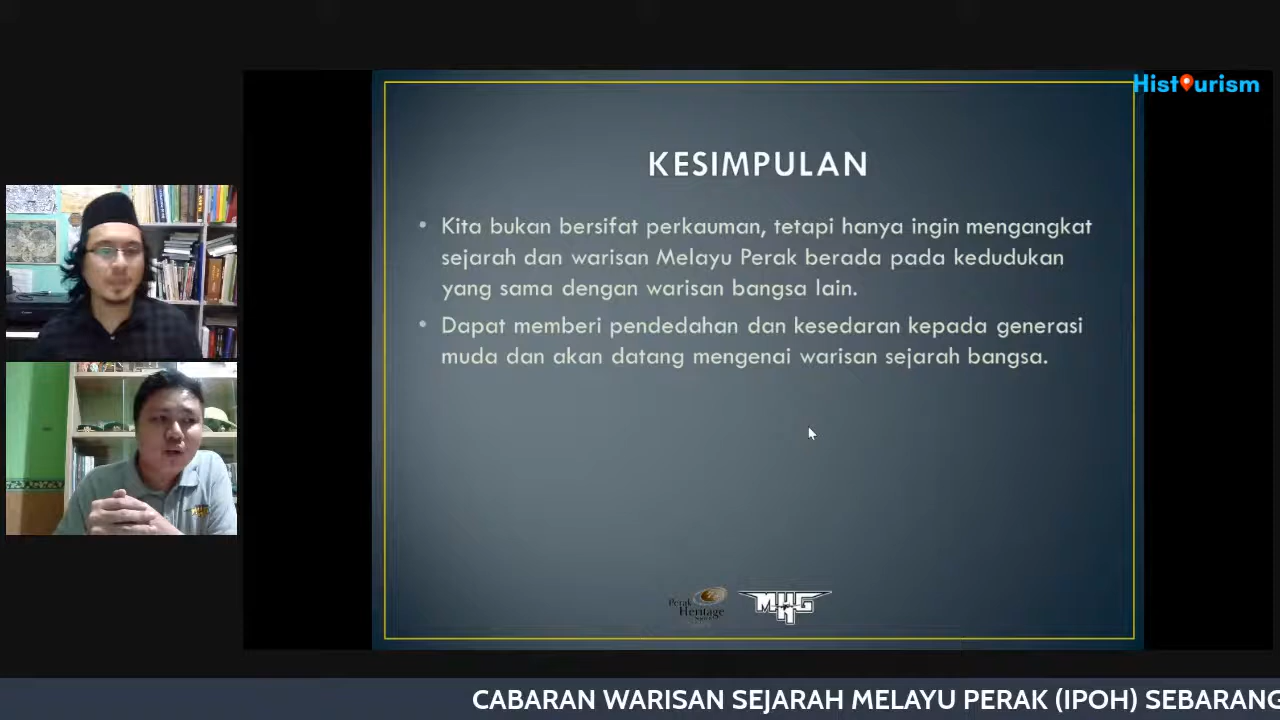 Histourism
KESIMPULAN
• Kita bukan bersifat perkauman, tetapi hanya ingin mengangkat
sejarah dan warisan Melayu Perak berada pada kedudukan
yang sama dengan warisan bangsa lain.
• Dapat memberi pendedahan dan kesedaran kepada generasi
muda dan akan datang mengenai warisan sejarah bangsa.
Perak
Heritage
MHG
CABARAN WARISAN SEJARAH MELAYU PERAK (IPOH) SEBARANG